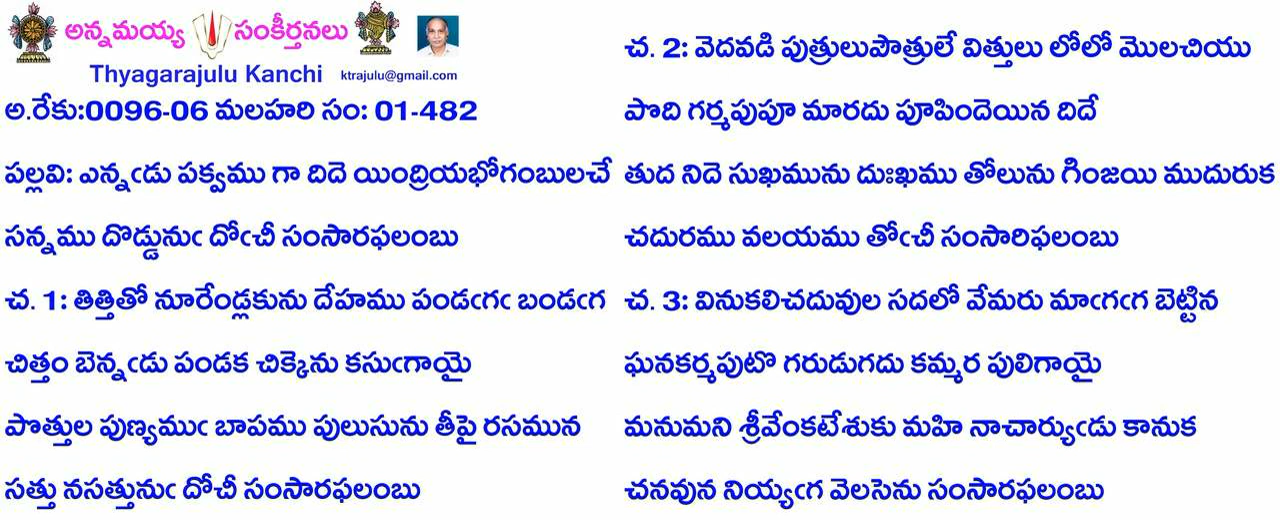 అన్నమయ్య సంకీర్తనలు
Thyagarajulu Kanchi ktrajulu@gmail.com
అ.రేకు:0096-06 మలహరి సం: 01-482
పల్లవి: ఎన్నఁడు పక్వము గా దిదె యింద్రియభోగంబులచే
సన్నము దొడ్డునుఁ దోఁచీ సంసారఫలంబు
చ. 1: తిత్తితో నూరేండ్లకును దేహము పండఁగఁ బండఁగ
చిత్తం బెన్నఁడు పండక చిక్కెను కసుఁగాయై
పొత్తుల పుణ్యముఁ బాపము పులుసును తీపై రసమున
సత్తు నసత్తునుఁ దోచీ సంసారఫలంబు
చ. 2: వెదవడి పుత్రులుపౌత్రులే విత్తులు లోలో మొలచియు
పొది గర్మపుపూ మారదు పూపిందెయిన దిదే
తుద నిదె సుఖమును దుఃఖము తోలును గింజయి ముదురుక
చదురము వలయము తోఁచీ సంసారిఫలంబు
చ. 3: వినుకలిచదువుల సదలో వేమరు మాఁగఁగ బెట్టిన
ఘనకర్మపుటొ గరుడుగదు కమ్మర పులిగాయై
మనుమని శ్రీవేంకటేశుకు మహి నాచార్యుఁడు కానుక
చనవున నియ్యఁగ వెలసెను సంసారఫలంబు